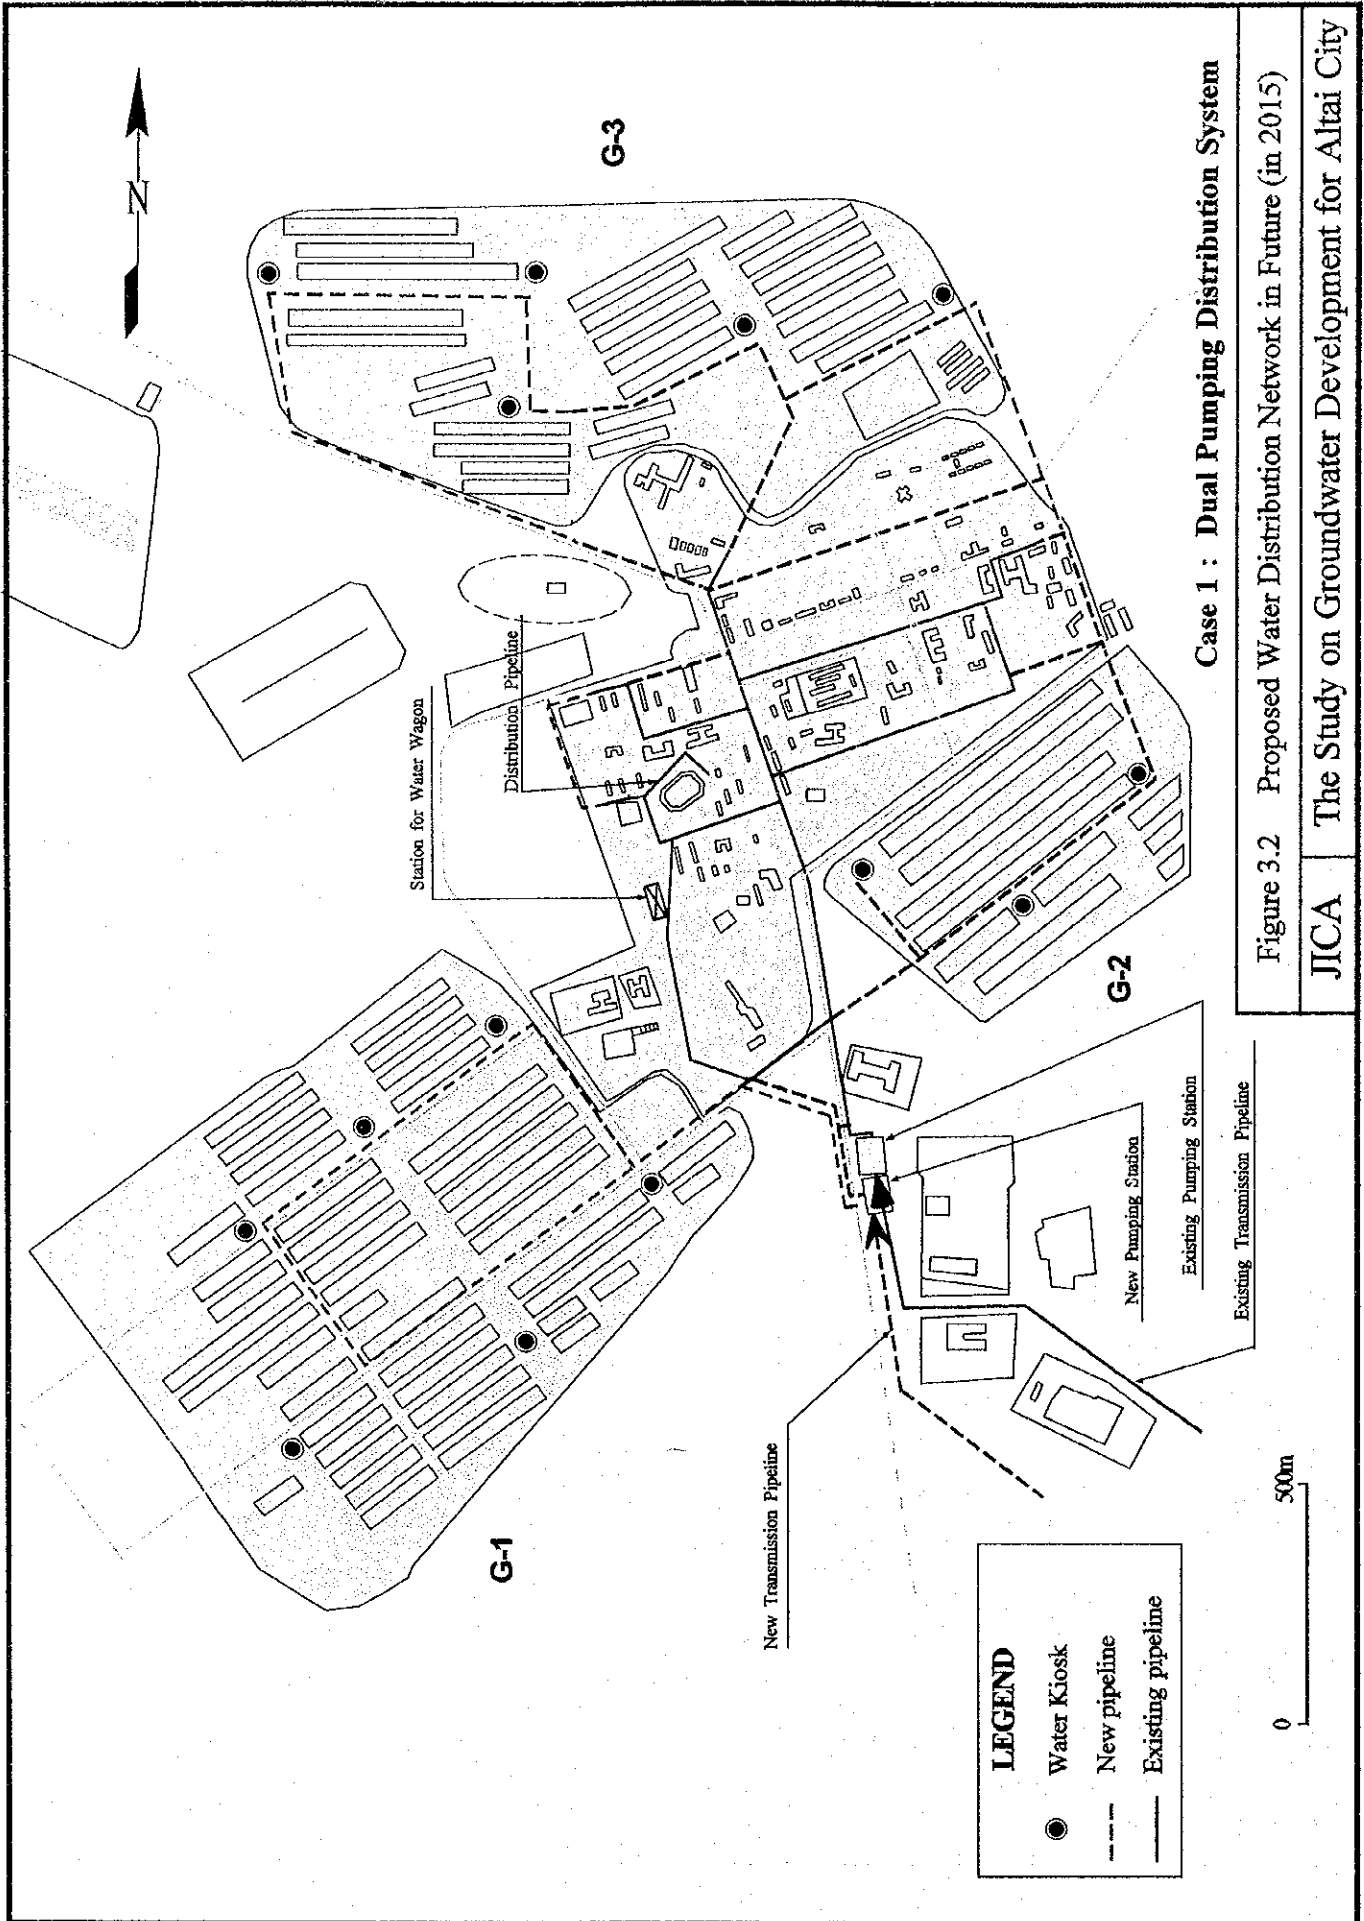 N
G-3
Station for Water Wagon
Distribution Pipeline
G-2
G-1
New Transmission Pipeline
New Pumping Station
Existing Pumping Station
Existing Transmission Pipeline
LEGEND
Water Kiosk
New pipeline
Existing pipeline
0 500m
Case 1 : Dual Pumping Distribution System
Figure 3.2 Proposed Water Distribution Network in Future (in 2015)
JICA The Study on Groundwater Development for Altai City